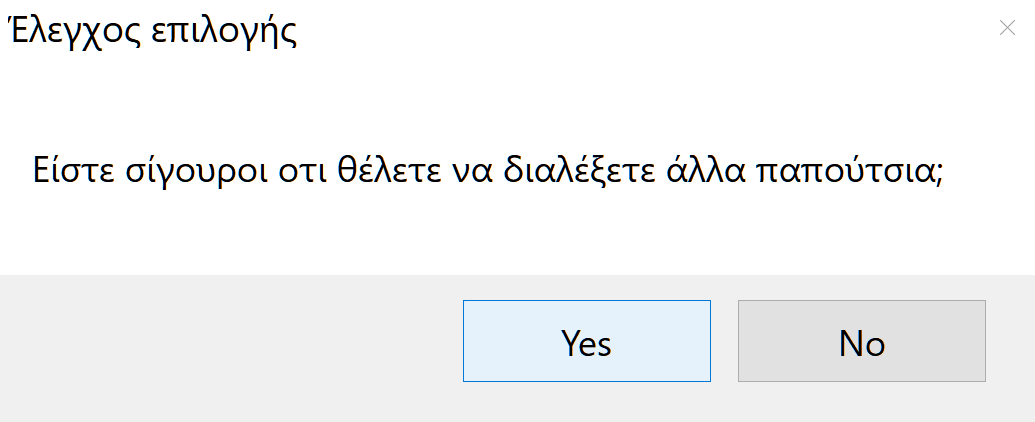 Έλεγχος επιλογής
Είστε σίγουροι οτι θέλετε να διαλέξετε άλλα παπούτσια;
Yes
No